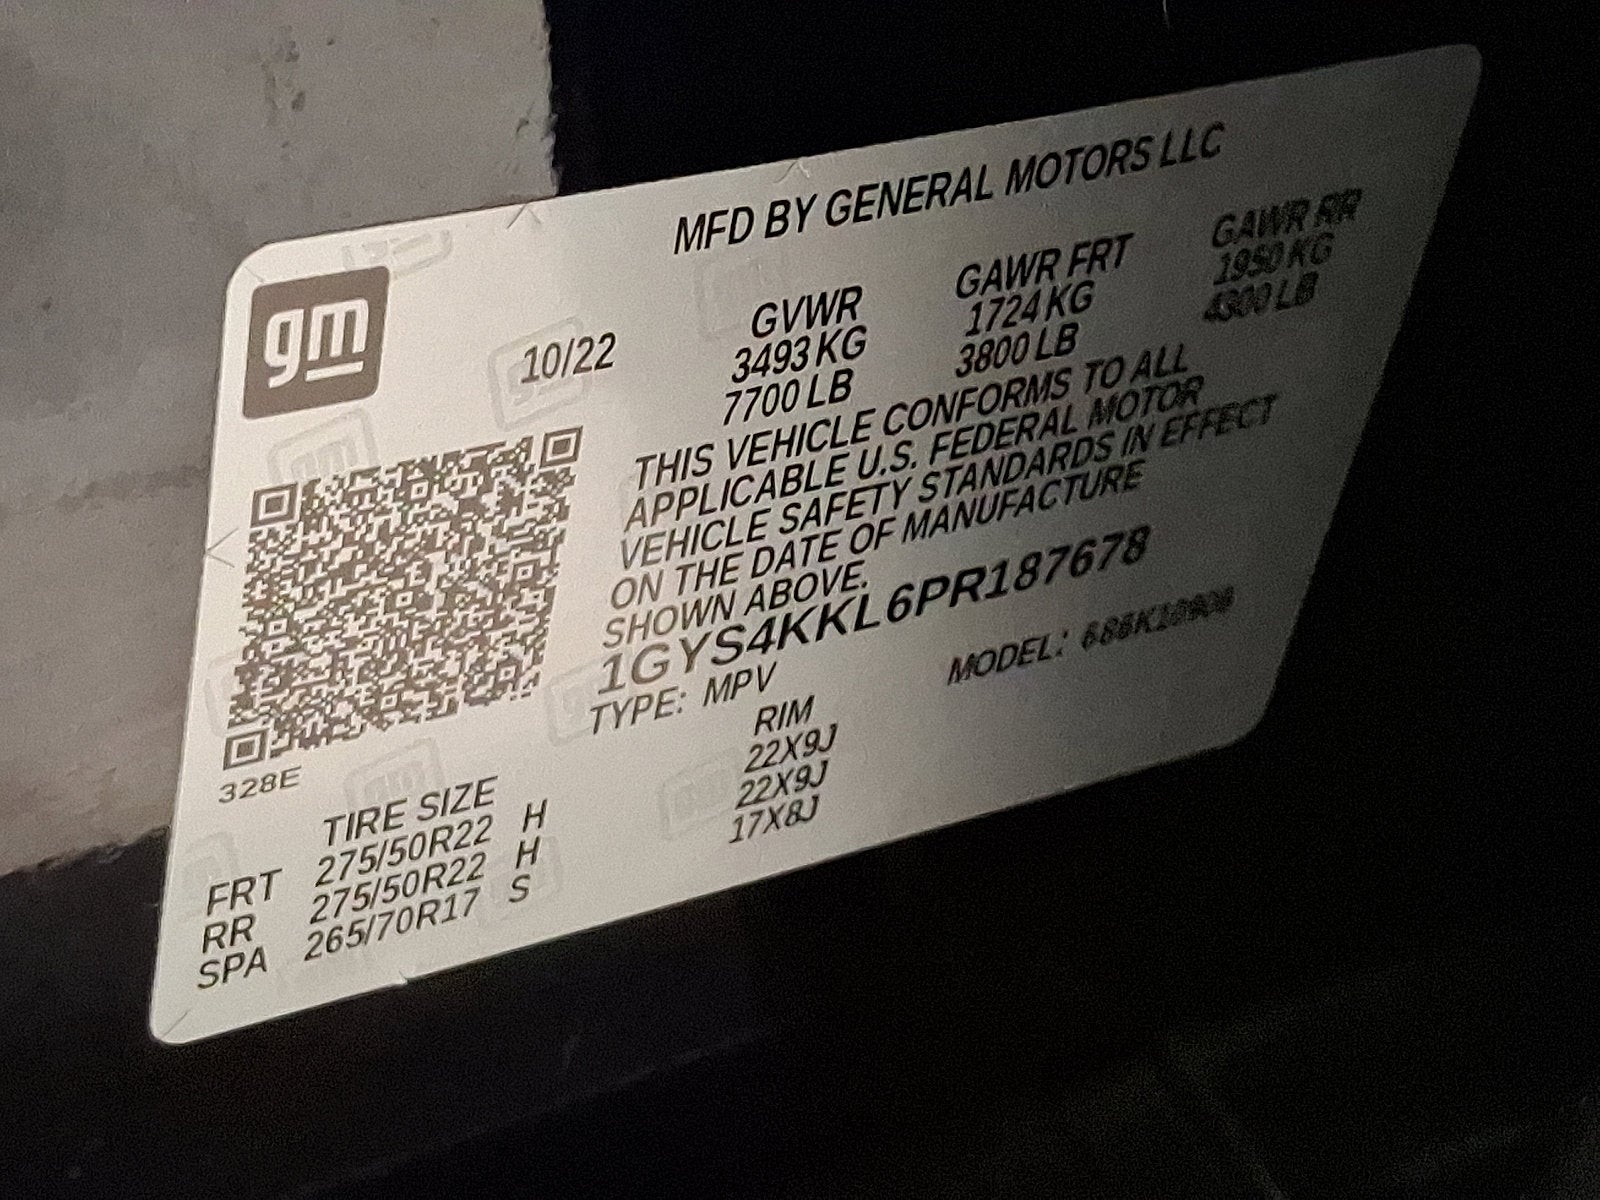 MFD BY GENERAL MOTORS LLC
gm
10/22
GVWR GAWR FRT GAWR RR
3493 KG 1724 KG 1950 KG
7700 LB 3800 LB 4300 LB
THIS VEHICLE CONFORMS TO ALL
APPLICABLE U.S. FEDERAL MOTOR
VEHICLE SAFETY STANDARDS IN EFFECT
ON THE DATE OF MANUFACTURE
SHOWN ABOVE.
1GYS4KKL6PR187678
TYPE: MPV MODEL:
328E
TIRE SIZE RIM
FRT 275/50R22 H 22X9J
RR 275/50R22 H 22X9J
SPA 265/70R17 S 17X8J